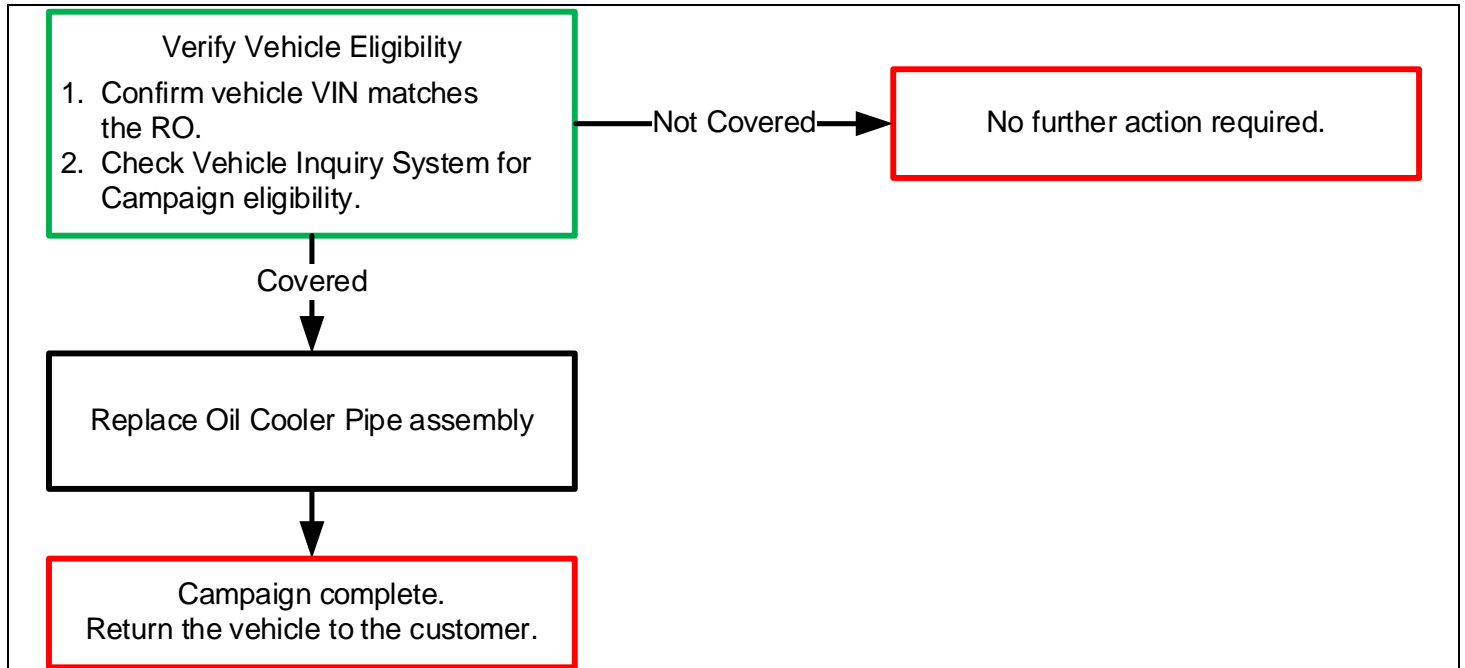 Verify Vehicle Eligibility
1. Confirm vehicle VIN matches
the RO.
2. Check Vehicle Inquiry System for
Campaign eligibility.
Not Covered
No further action required.
Covered
Replace Oil Cooler Pipe assembly
Campaign complete.
Return the vehicle to the customer.